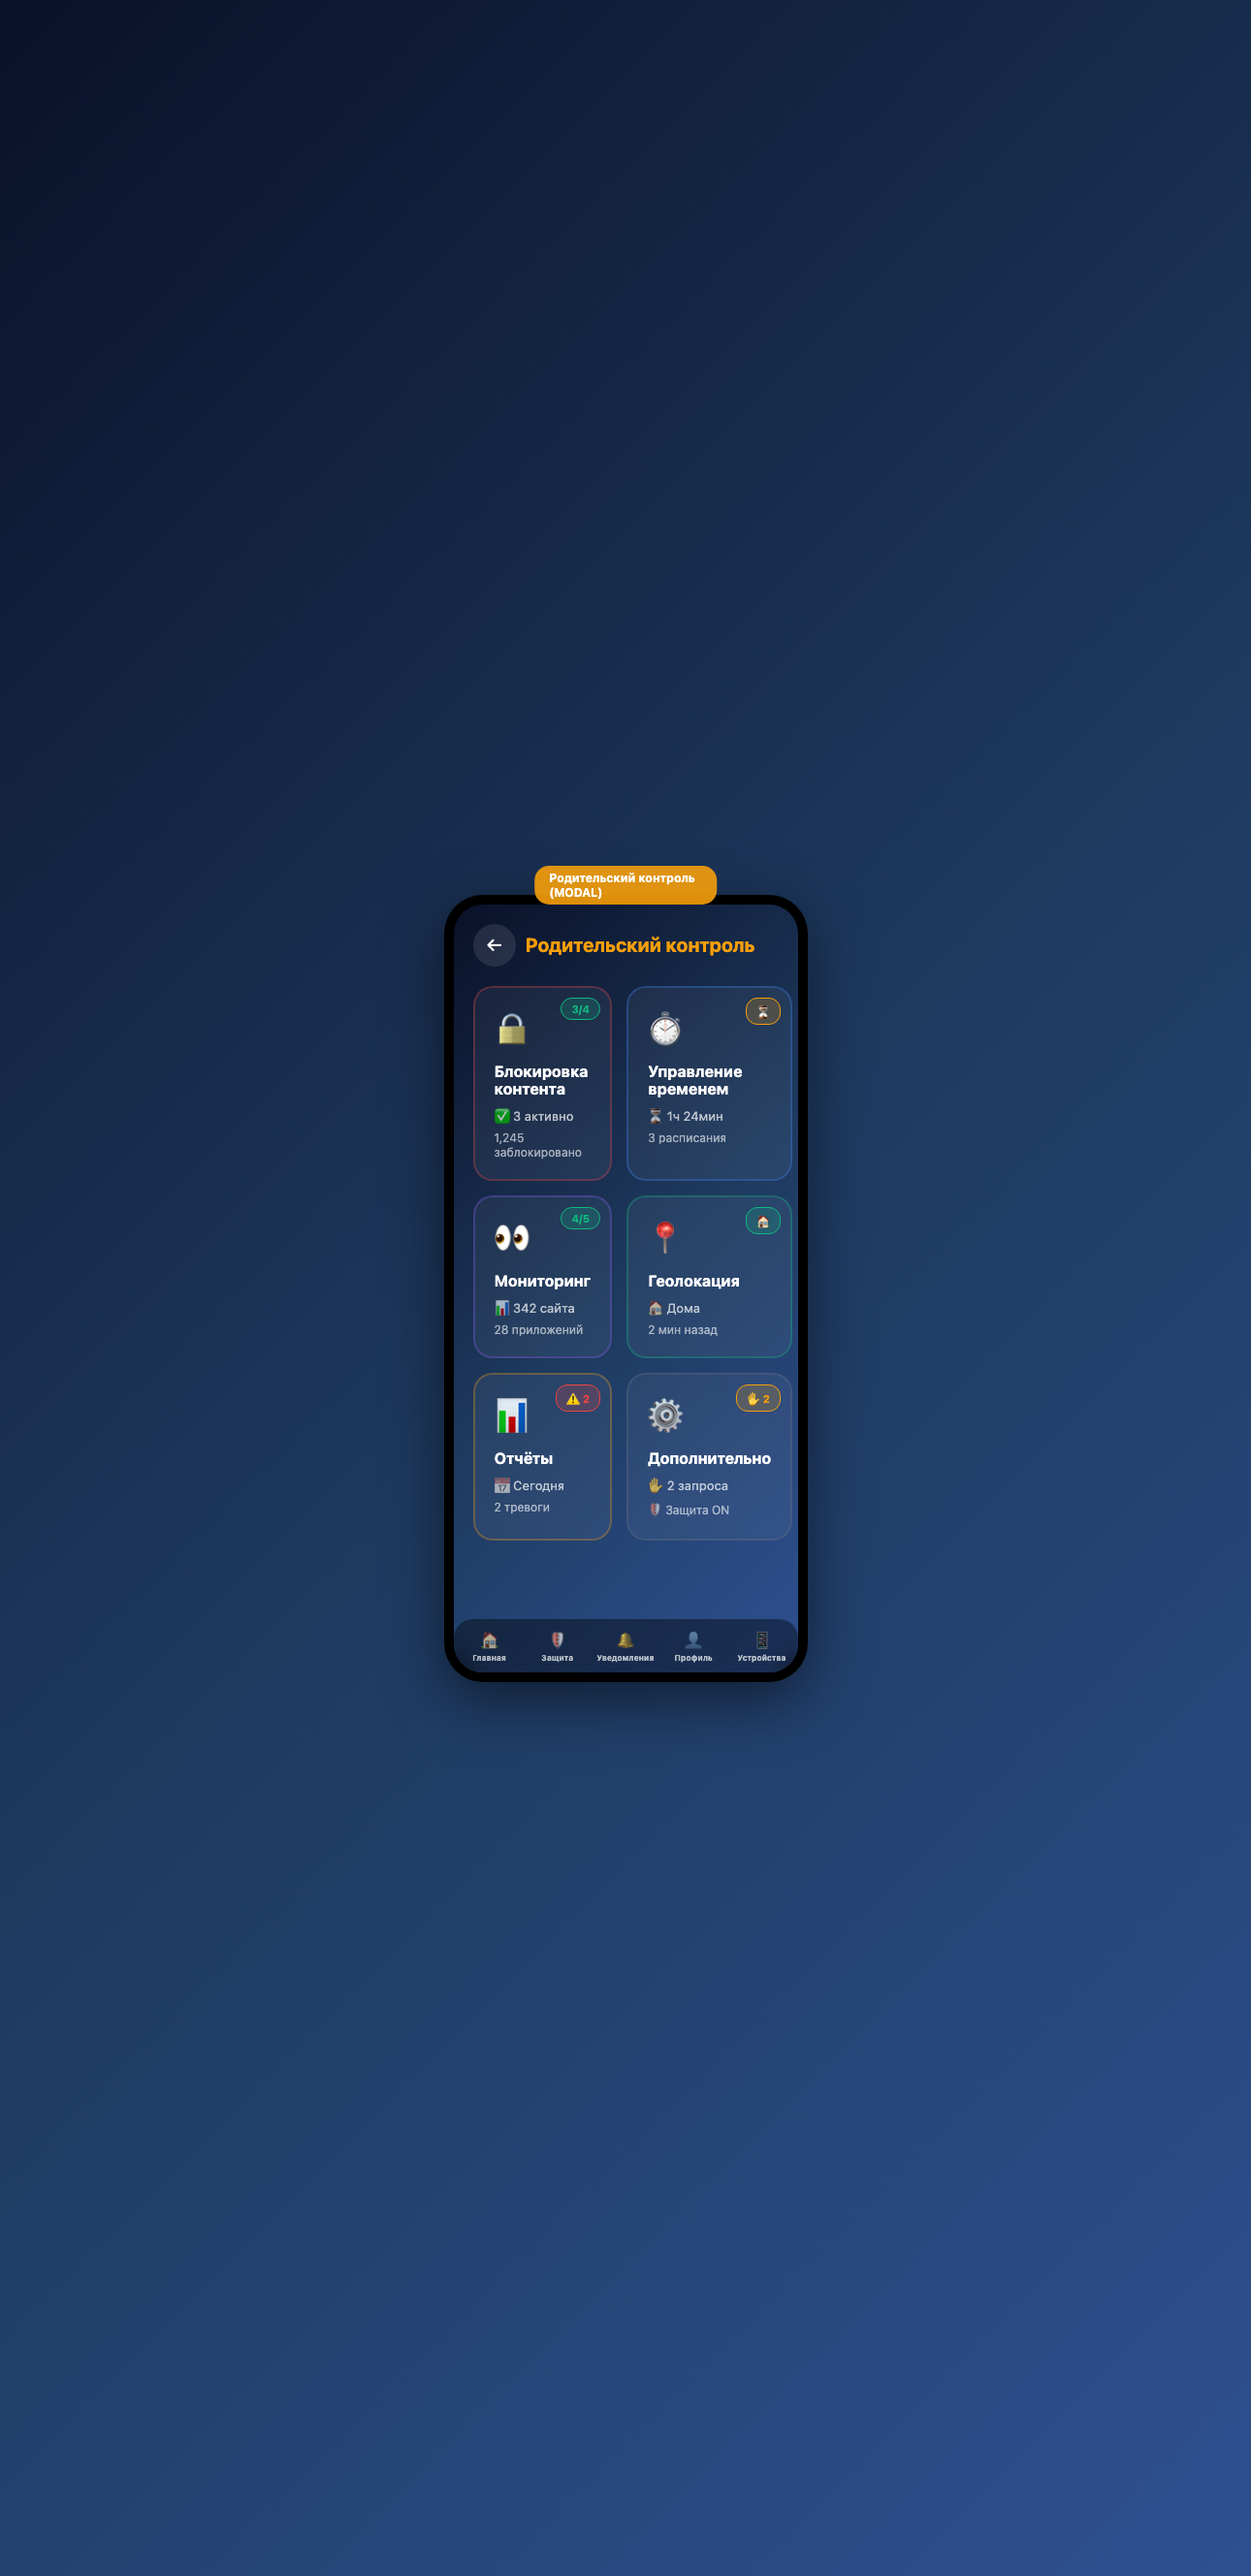 Родительский контроль
(MODAL)
Родительский контроль
3/4
Блокировка
контента
3 активно
1,245
заблокировано
Управление
временем
1ч 24мин
3 расписания
4/5
Мониторинг
342 сайта
28 приложений
Геолокация
Дома
2 мин назад
2
Отчёты
17 Сегодня
2 тревоги
2
Дополнительно
2 запроса
Защита ON
Главная
Защита
Уведомления
Профиль
Устройства